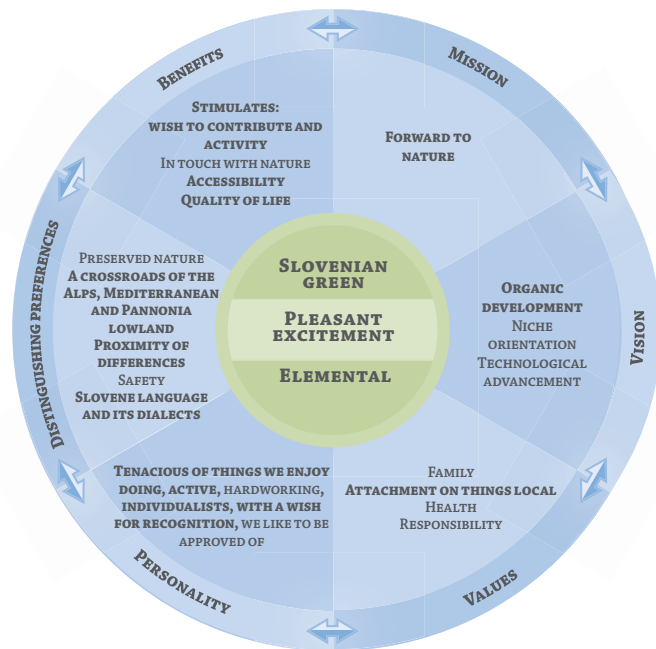 Benefits
Stimulates:
wish to contribute and
activity
In touch with nature
Accessibility
Quality of life
Mission
Forward to
nature
Vision
Organic
development
Niche
orientation
Technological
advancement
Values
Family
Attachment on things local
Health
Responsibility
Personality
Tenacious of things we enjoy
doing, active, hardworking,
individualists, with a wish
for recognition, we like to be
approved of
Distinguishing preferences
Preserved nature
A crossroads of the
Alps, Mediterranean
and Pannonia
lowland
Proximity of
differences
Safety
Slovene language
and its dialects
Slovenian
green
Pleasant
excitement
Elemental